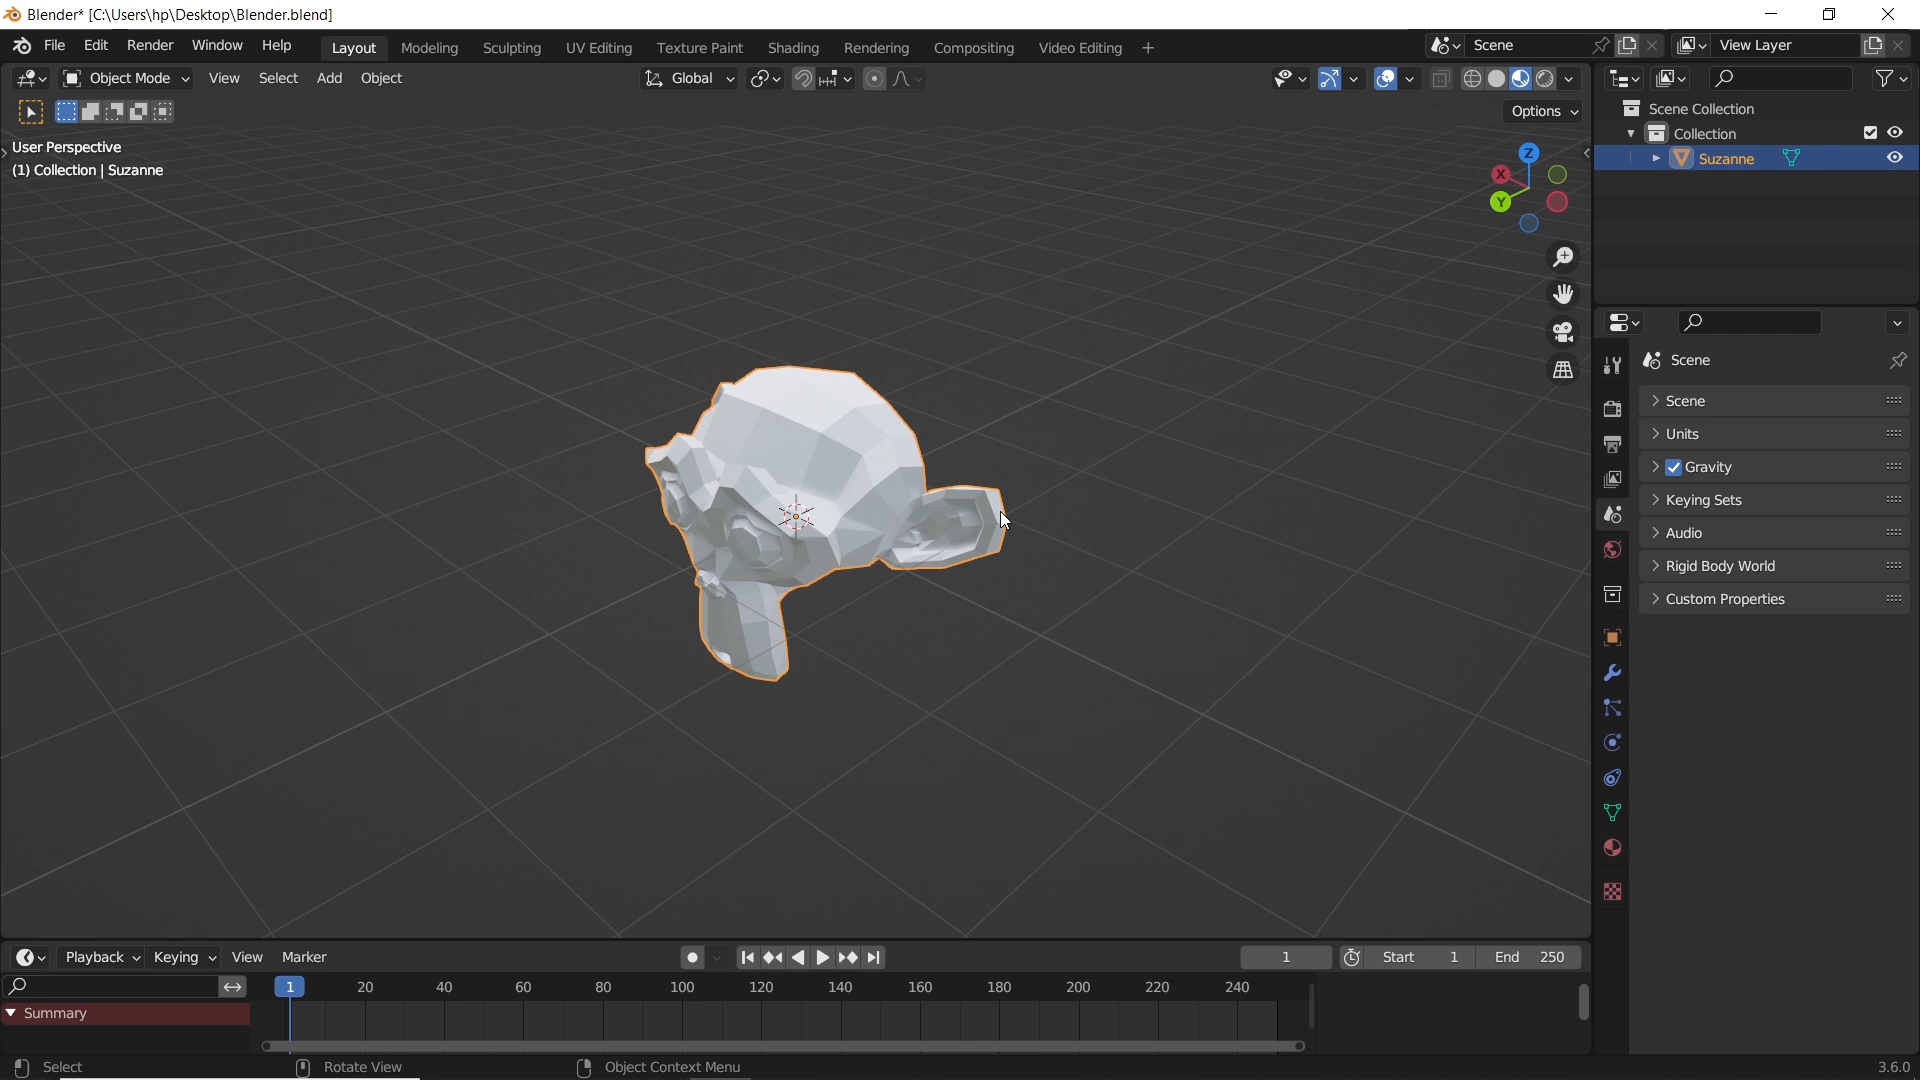 Blender* [C:\Users\hp\Desktop\Blender.blend]
File Edit Render Window Help Layout Modeling Sculpting UV Editing Texture Paint Shading Rendering Compositing Video Editing + Scene View Layer
Object Mode View Select Add Object Global
Options
Scene Collection
Collection
Suzanne
User Perspective
(1) Collection | Suzanne
Z
X
Y
Scene
Scene
Units
Gravity
Keying Sets
Audio
Rigid Body World
Custom Properties
Playback Keying View Marker 1 Start 1 End 250
1 20 40 60 80 100 120 140 160 180 200 220 240
Summary
Select Rotate View Object Context Menu 3.6.0